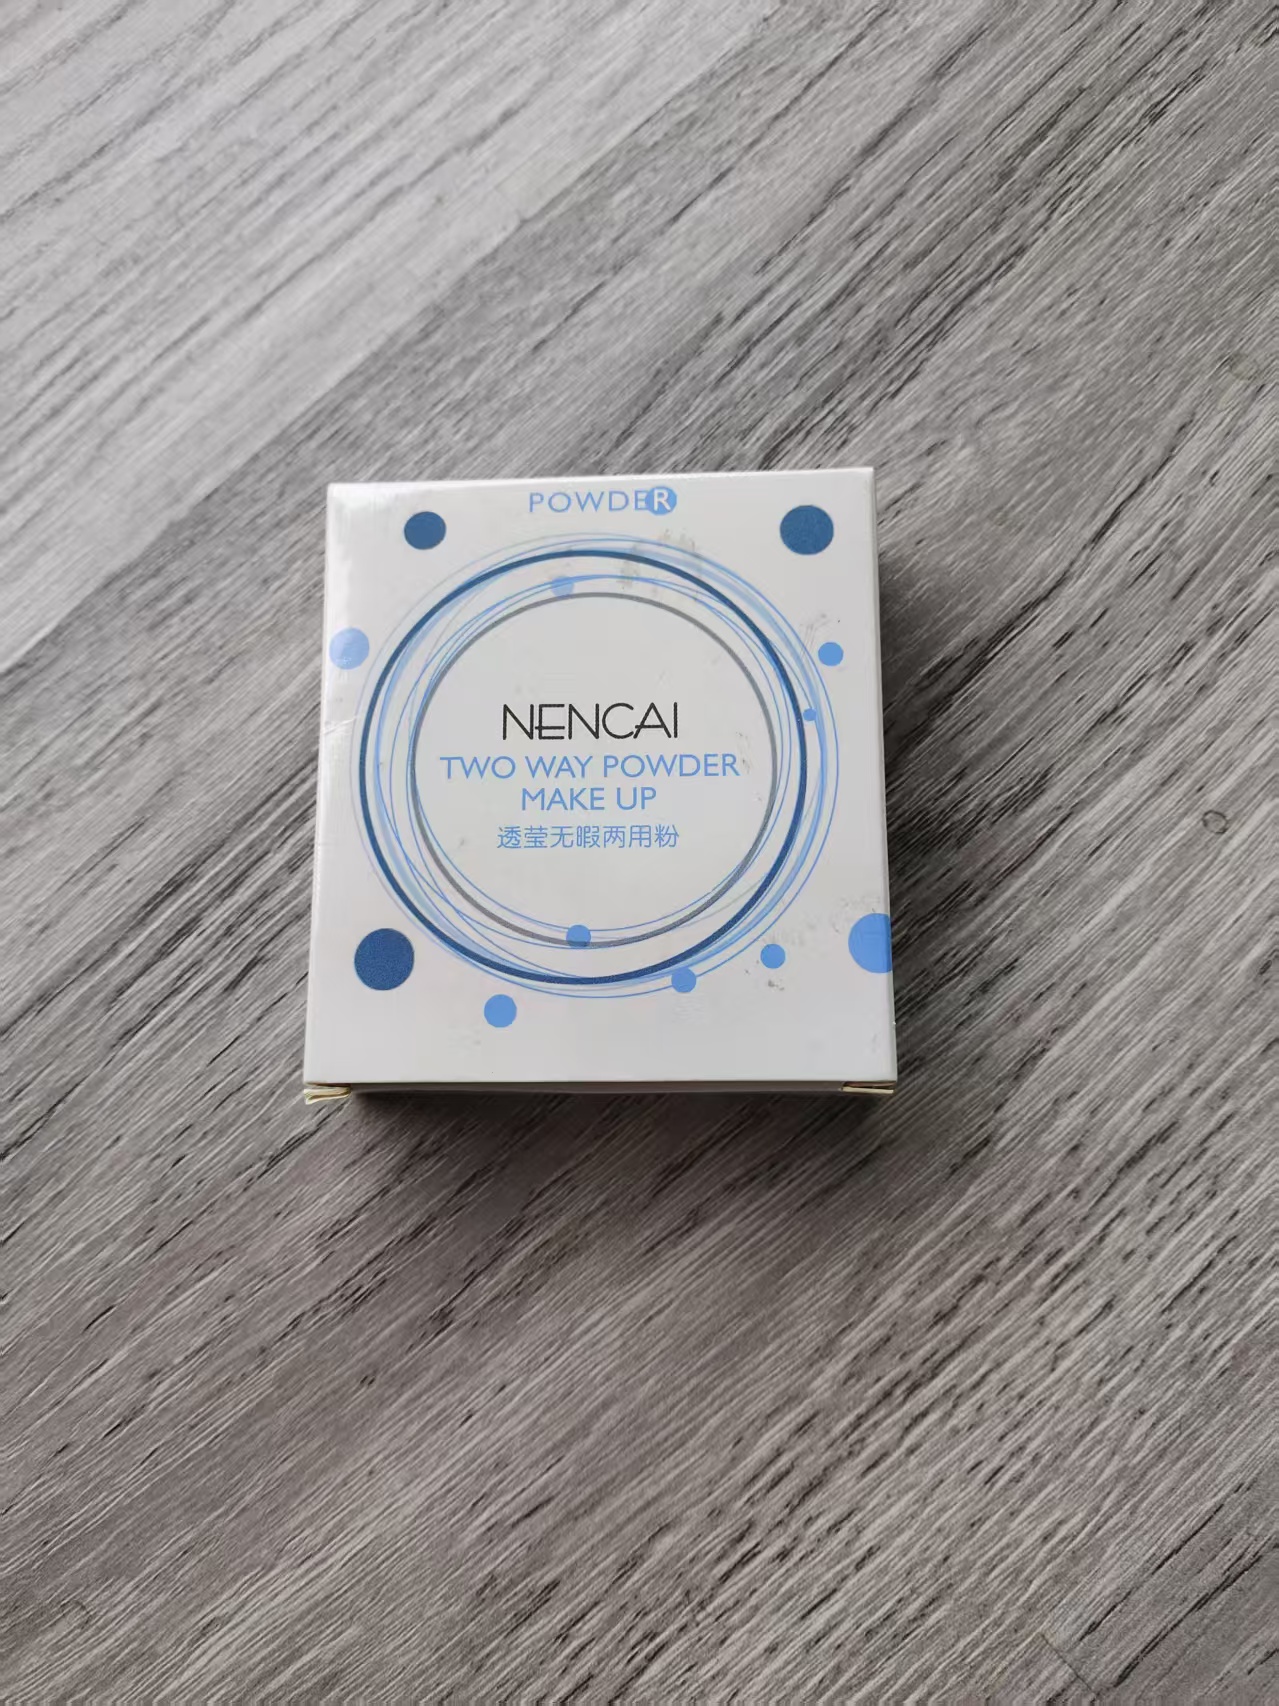 POWDER
NENCAI
TWO WAY POWDER
MAKE UP
透莹无暇两用粉